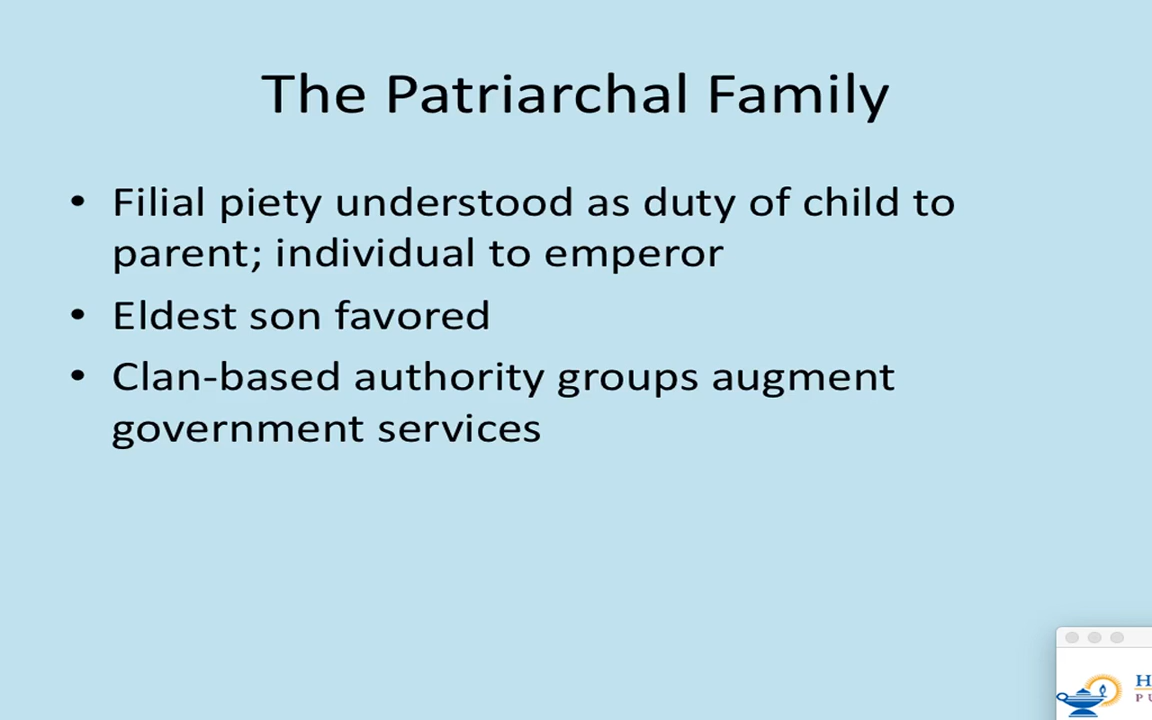 The Patriarchal Family
• Filial piety understood as duty of child to
parent; individual to emperor
• Eldest son favored
• Clan-based authority groups augment
government services